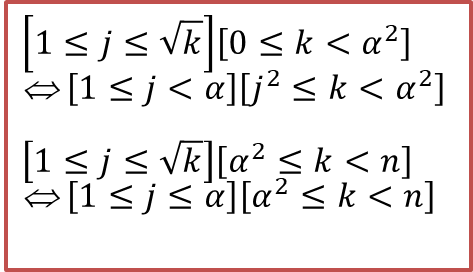 [1 ≤ j ≤ √k][0 ≤ k < α²]
⇔[1 ≤ j < α][j² ≤ k < α²]
[1 ≤ j ≤ √k][α² ≤ k < n]
⇔[1 ≤ j ≤ α][α² ≤ k < n]